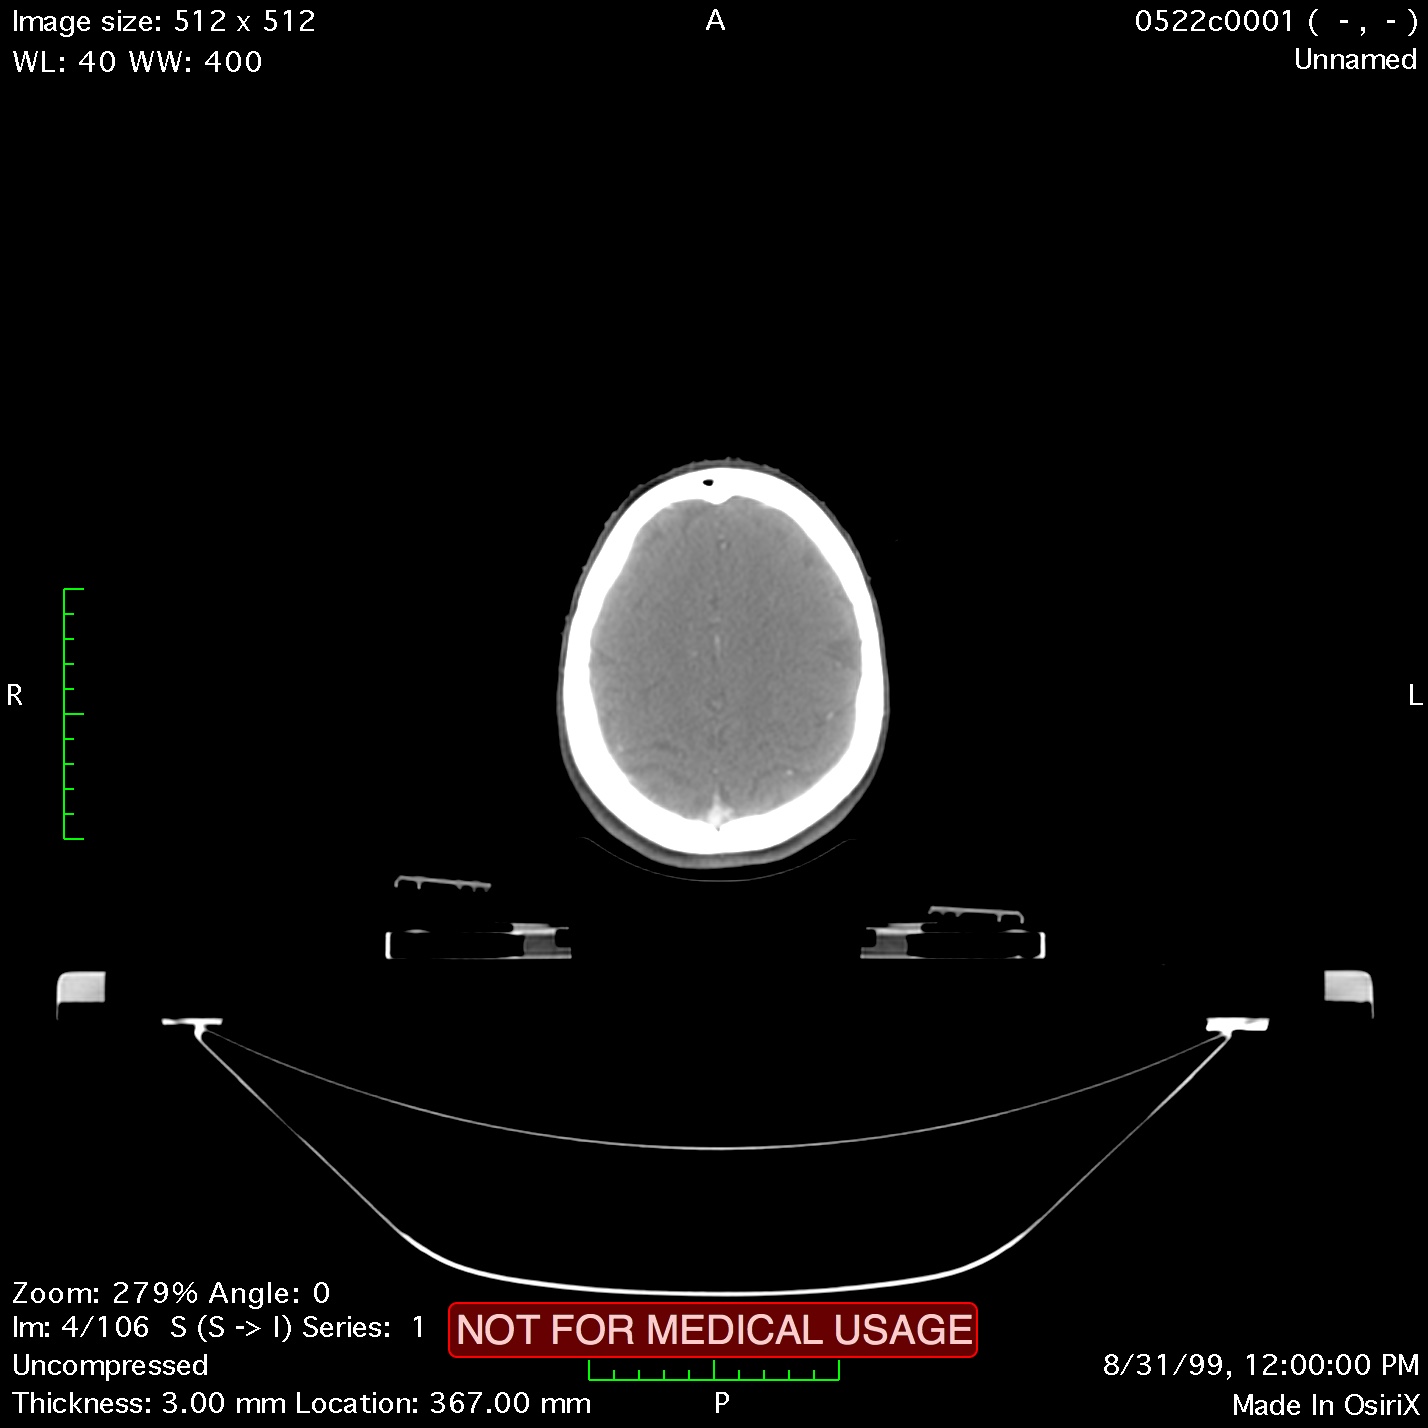 Image size: 512 x 512
WL: 40 WW: 400
A
0522c0001 ( -, -)
Unnamed
R
L
Zoom: 279% Angle: 0
Im: 4/106 S (S -> I) Series: 1
Uncompressed
Thickness: 3.00 mm Location: 367.00 mm
NOT FOR MEDICAL USAGE
P
8/31/99, 12:00:00 PM
Made In OsiriX